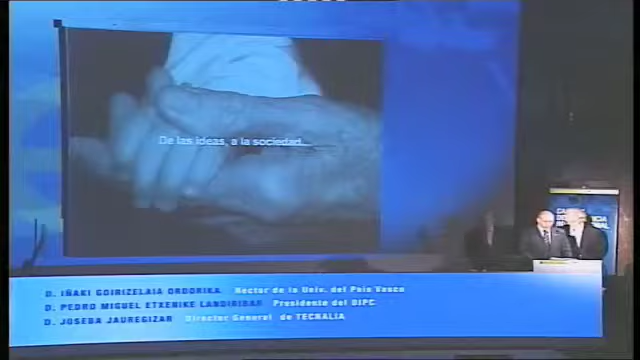 De las ideas, a la sociedad...
D. IÑAKI GOIRIZELAIA ORDORIKA Rector de la Univ. del País Vasco
D. PEDRO MIGUEL ETXENIKE LANDIRIBAR Presidente del DIPC
D. JOSEBA JAUREGIZAR Director General de TECNALIA